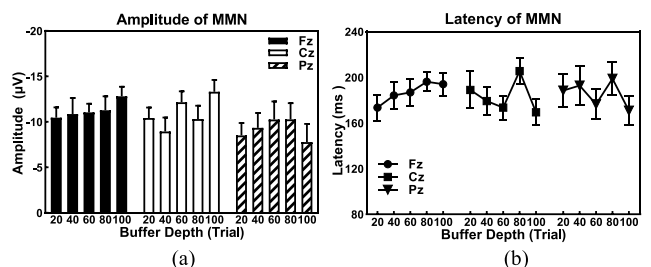 Amplitude of MMN
-20
-15
-10
-5
0
Amplitude (μV)
Fz
Cz
Pz
20 40 60 80 100 20 40 60 80 100 20 40 60 80 100
Buffer Depth (Trial)
(a)
Latency of MMN
240
200
160
120
80
Latency (ms)
Fz
Cz
Pz
20 40 60 80 100 20 40 60 80 100 20 40 60 80 100
Buffer Depth (Trial)
(b)